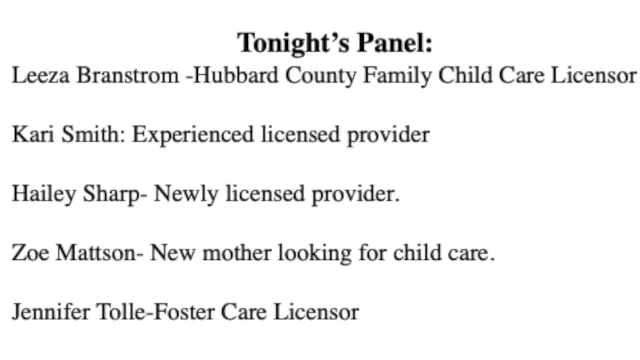 Tonight’s Panel:
Leeza Branstrom -Hubbard County Family Child Care Licensor
Kari Smith: Experienced licensed provider
Hailey Sharp- Newly licensed provider.
Zoe Mattson- New mother looking for child care.
Jennifer Tolle-Foster Care Licensor